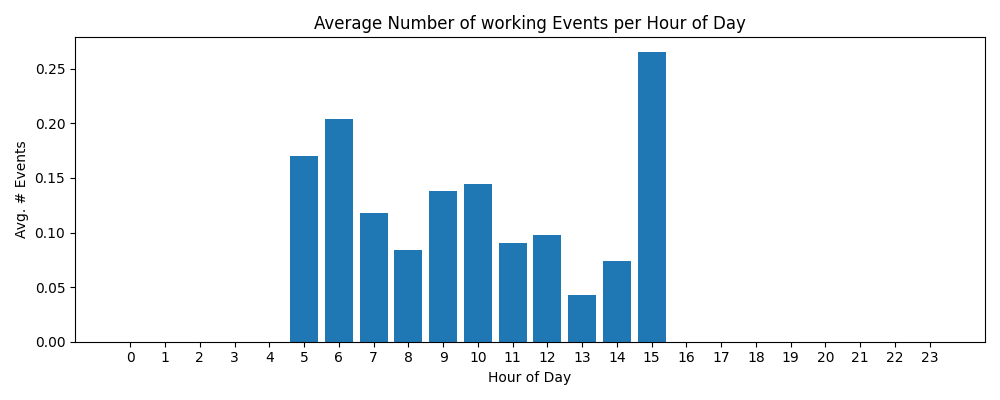 Average Number of working Events per Hour of Day
Avg. # Events
0.25
0.20
0.15
0.10
0.05
0.00
0 1 2 3 4 5 6 7 8 9 10 11 12 13 14 15 16 17 18 19 20 21 22 23
Hour of Day